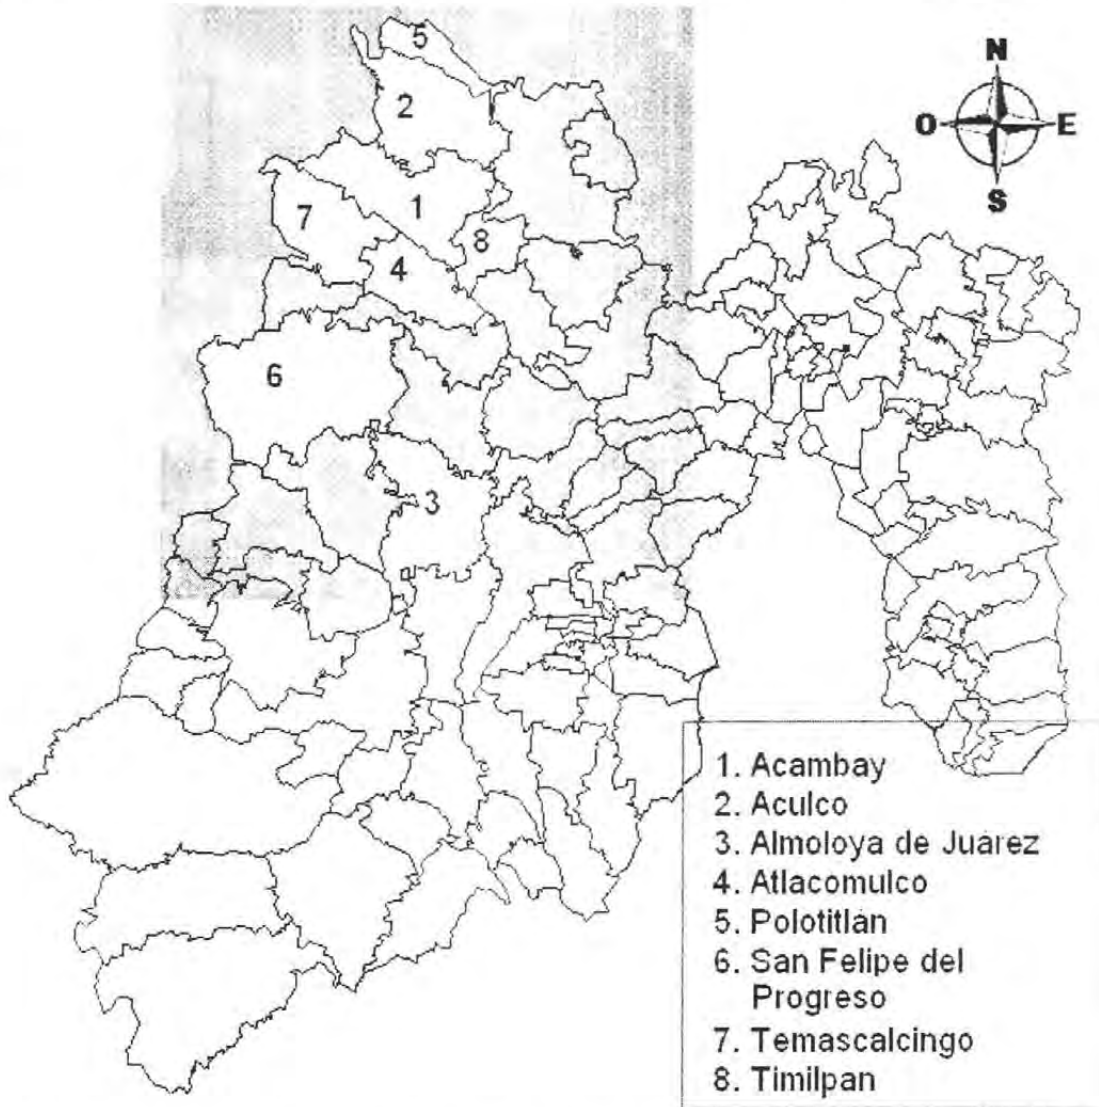 5
N
2
O
E
S
1
7
8
4
6
3
1. Acambay
2. Aculco
3. Almoloya de Juárez
4. Atlacomulco
5. Polotitlán
6. San Felipe del
Progreso
7. Temascalcingo
8. Timilpan